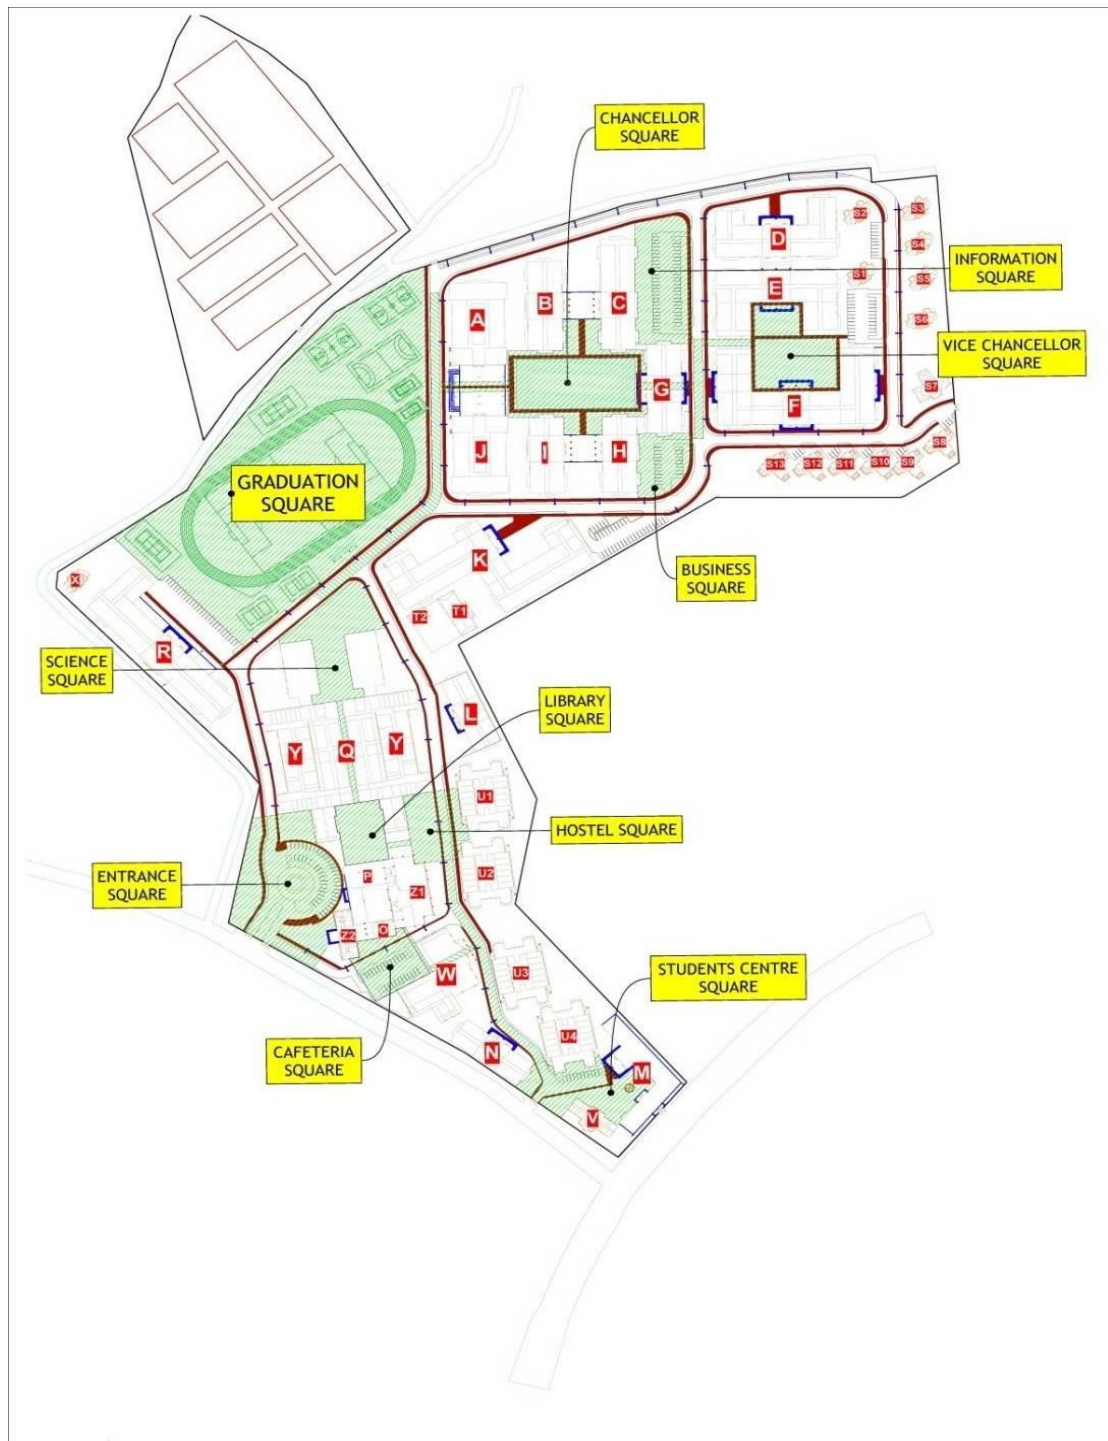 CHANCELLOR
SQUARE
S3
S2
D
S4
INFORMATION
SQUARE
S1
S5
E
B
C
A
S6
VICE CHANCELLOR
SQUARE
G
S7
F
S8
J
I
H
S13
S12
S11
S10
S9
GRADUATION
SQUARE
K
BUSINESS
SQUARE
X
T2
T1
R
SCIENCE
SQUARE
LIBRARY
SQUARE
L
Y
Q
Y
U1
HOSTEL SQUARE
ENTRANCE
SQUARE
P
U2
Z1
Z2
O
W
U3
STUDENTS CENTRE
SQUARE
CAFETERIA
SQUARE
N
U4
M
V